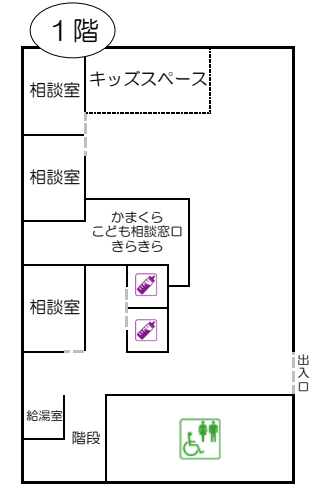 1階
相談室
キッズスペース
相談室
かまくら
こども相談窓口
きらきら
相談室
出入口
給湯室
階段